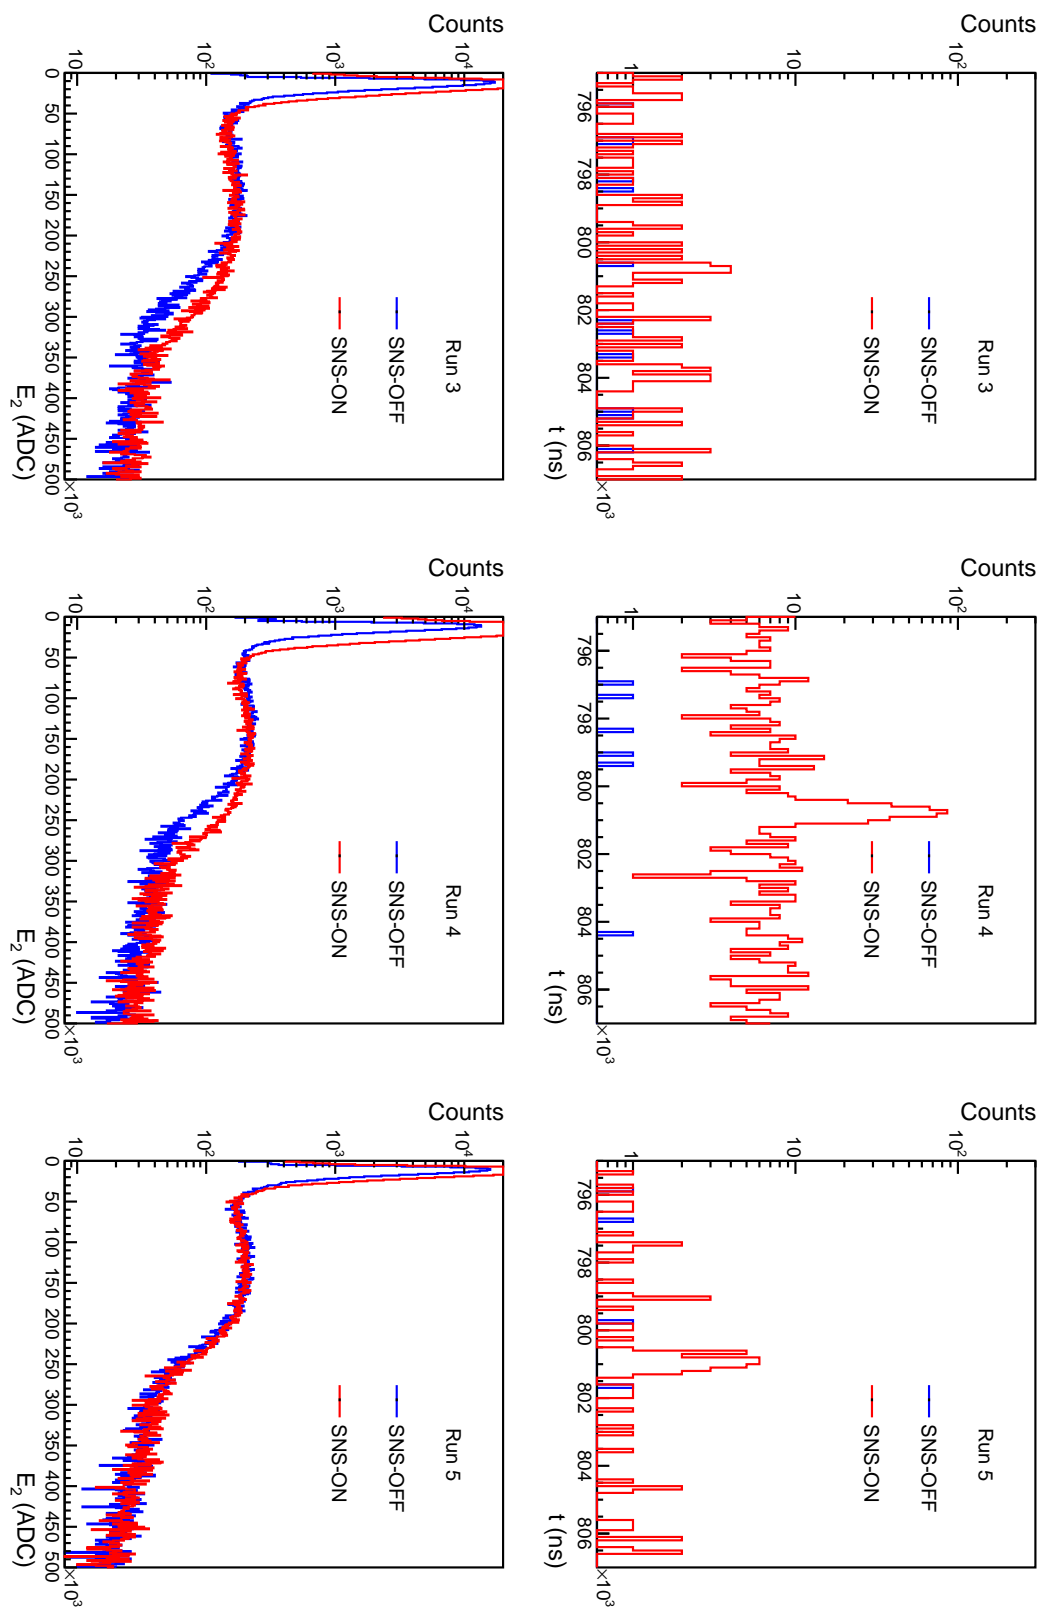 Counts
10²
10
1
Run 3
SNS-OFF
SNS-ON
796 798 800 802 804 806
×10³
t (ns)
Counts
10²
10
1
Run 4
SNS-OFF
SNS-ON
796 798 800 802 804 806
×10³
t (ns)
Counts
10²
10
1
Run 5
SNS-OFF
SNS-ON
796 798 800 802 804 806
×10³
t (ns)
Counts
10⁴
10³
10²
10
Run 3
SNS-OFF
SNS-ON
0 50 100 150 200 250 300 350 400 450 500
×10³
E₂ (ADC)
Counts
10⁴
10³
10²
10
Run 4
SNS-OFF
SNS-ON
0 50 100 150 200 250 300 350 400 450 500
×10³
E₂ (ADC)
Counts
10⁴
10³
10²
10
Run 5
SNS-OFF
SNS-ON
0 50 100 150 200 250 300 350 400 450 500
×10³
E₂ (ADC)